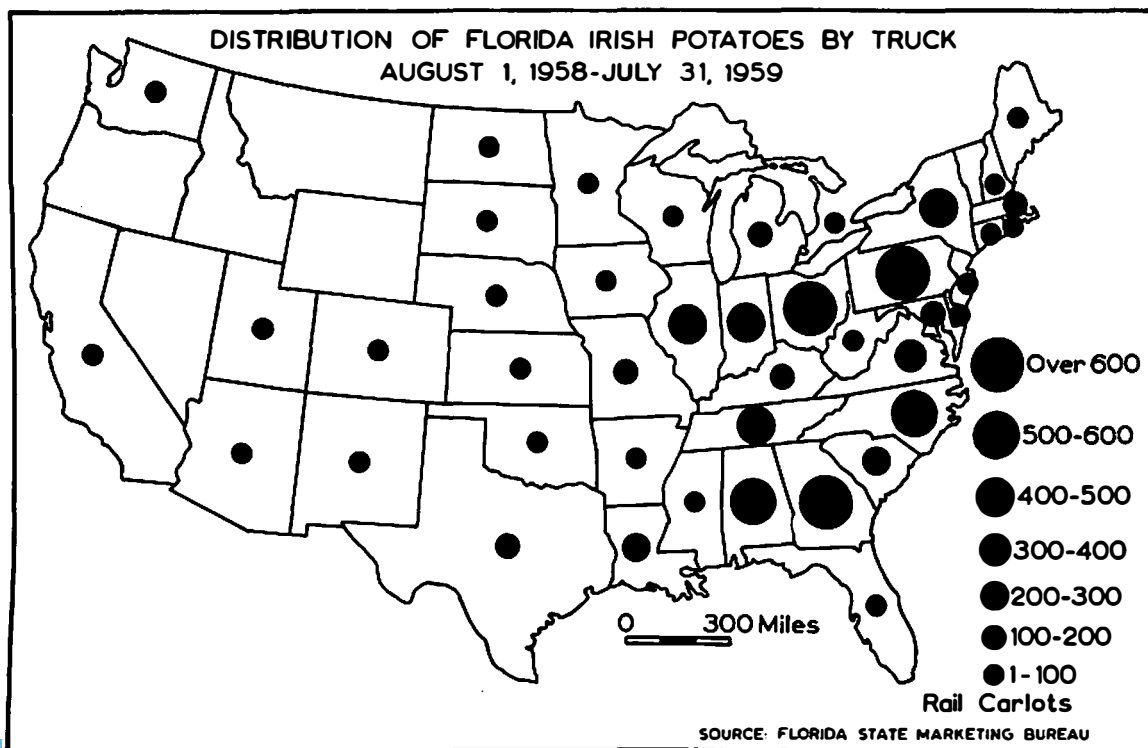 DISTRIBUTION OF FLORIDA IRISH POTATOES BY TRUCK
AUGUST 1, 1958-JULY 31, 1959
Over 600
500-600
400-500
300-400
200-300
100-200
1-100
Rail Carlots
0 300 Miles
SOURCE: FLORIDA STATE MARKETING BUREAU